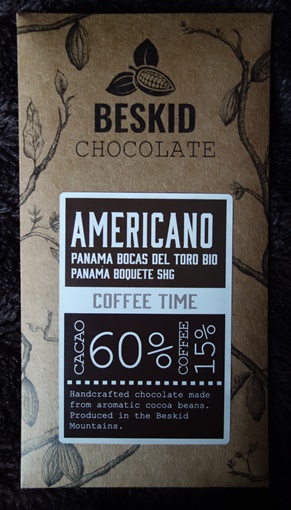 BESKID
CHOCOLATE
AMERICANO
PANAMA BOCAS DEL TORO BIO
PANAMA BOQUETE SHG
COFFEE TIME
CACAO 60% COFFEE 15%
Handcrafted chocolate made
from aromatic cocoa beans.
Produced in the Beskid
Mountains.